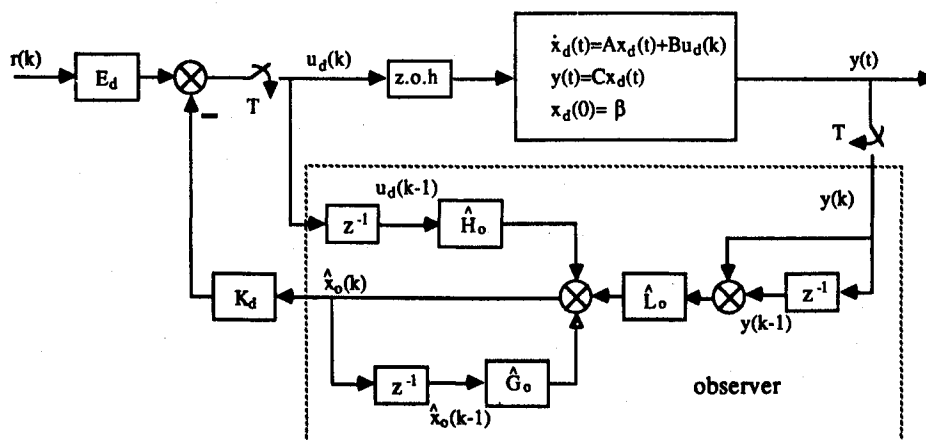 r(k)
E_d
T
u_d(k)
z.o.h
ẋ_d(t)=Ax_d(t)+Bu_d(k)
y(t)=Cx_d(t)
x_d(0)= β
y(t)
T
y(k)
u_d(k-1)
z⁻¹
Ĥ_o
K_d
x̂_o(k)
L̂_o
z⁻¹
y(k-1)
z⁻¹
Ĝ_o
x̂_o(k-1)
observer